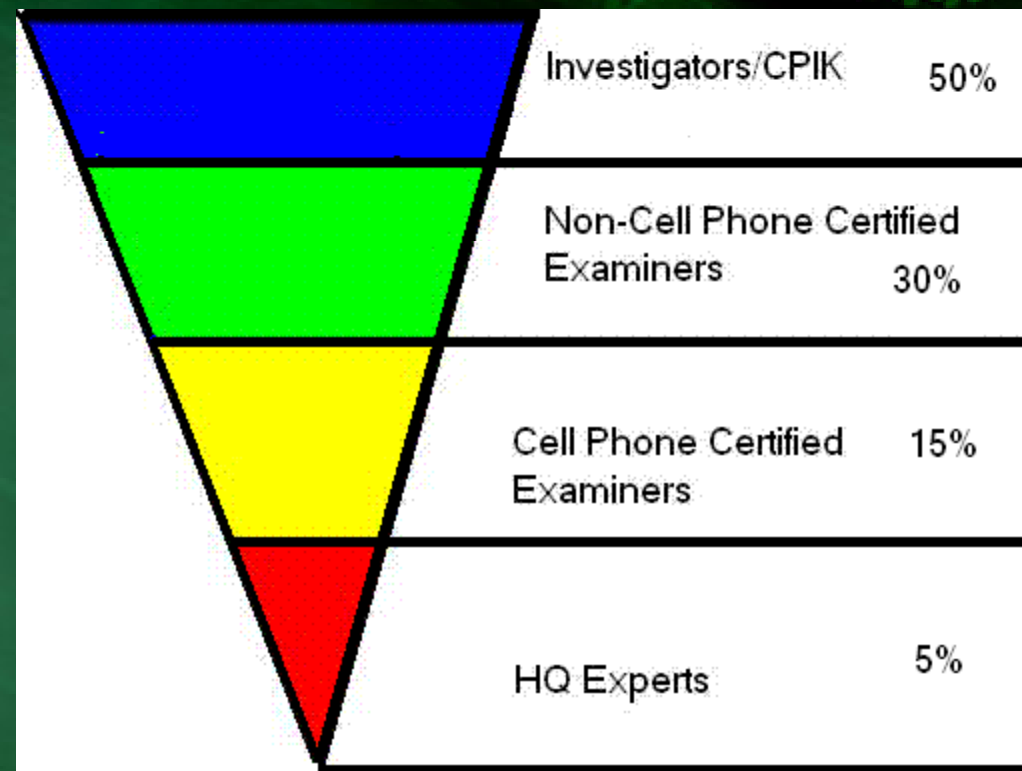 Investigators/CPIK 50%
Non-Cell Phone Certified
Examiners 30%
Cell Phone Certified 15%
Examiners
HQ Experts 5%